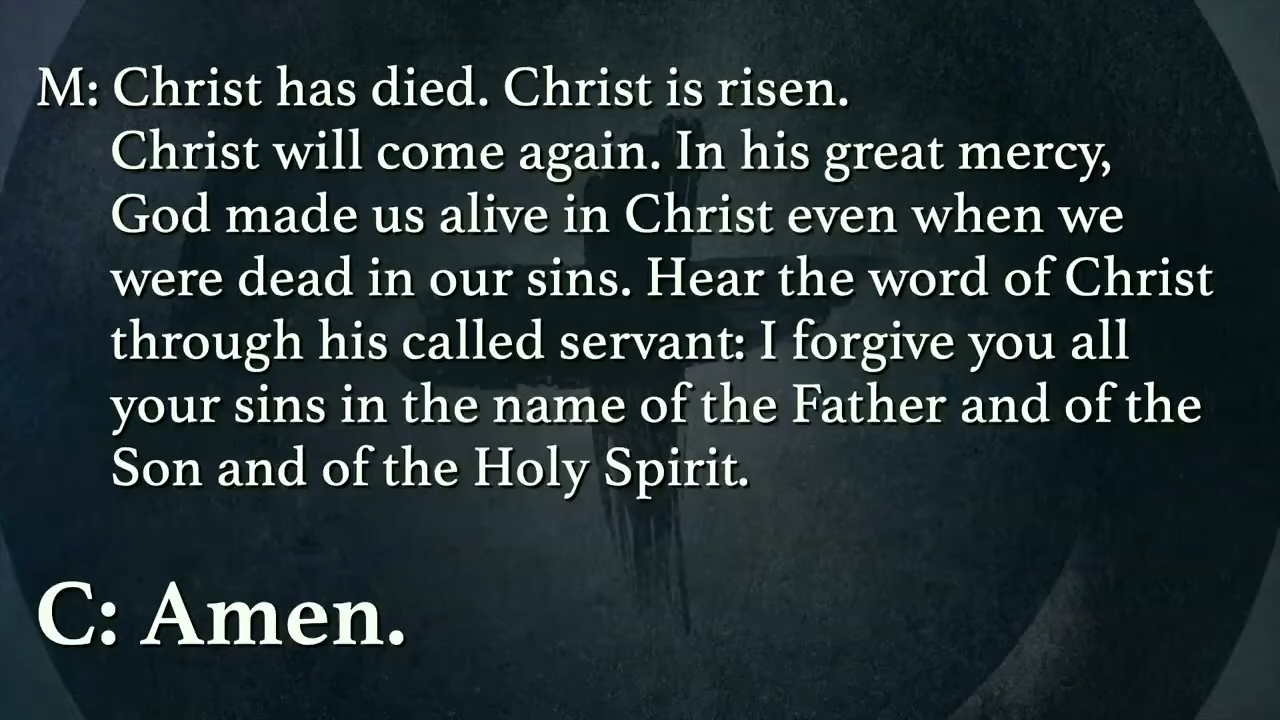 M: Christ has died. Christ is risen.
Christ will come again. In his great mercy,
God made us alive in Christ even when we
were dead in our sins. Hear the word of Christ
through his called servant: I forgive you all
your sins in the name of the Father and of the
Son and of the Holy Spirit.
C: Amen.